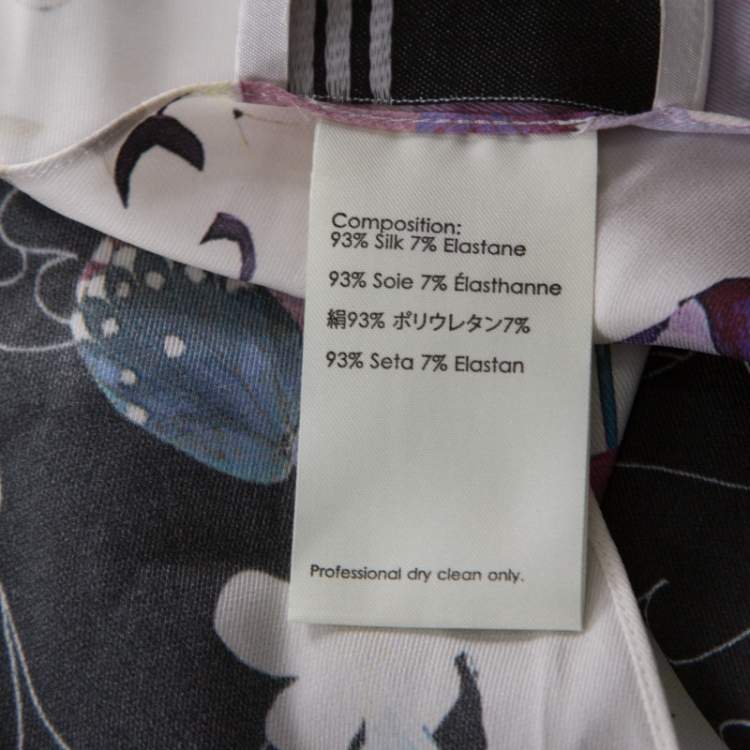 Composition:
93% Silk 7% Elastane
93% Soie 7% Élasthanne
絹93% ポリウレタン7%
93% Seta 7% Elastan
Professional dry clean only.